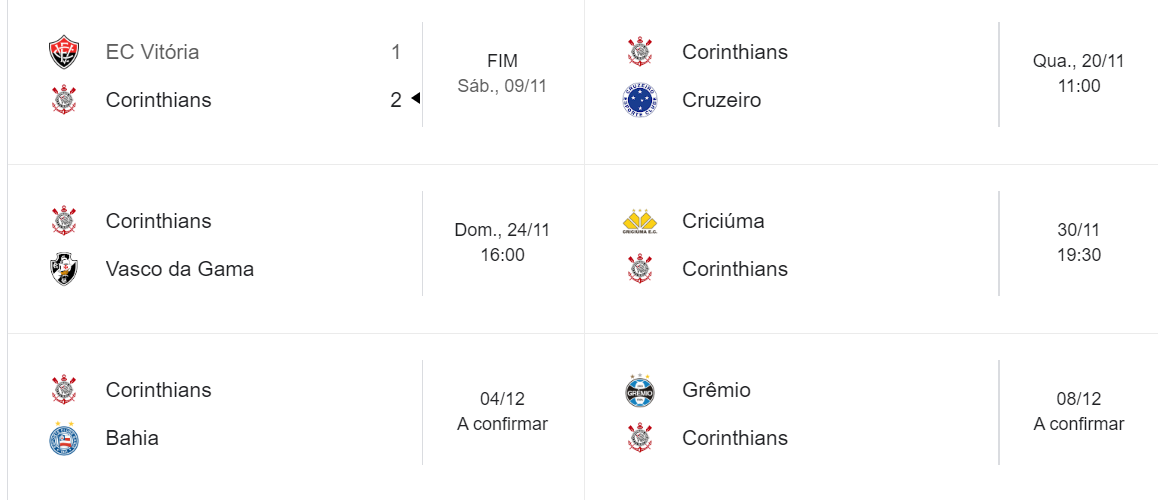 EC Vitória 1
Corinthians 2
FIM
Sáb., 09/11
Corinthians
Cruzeiro
Qua., 20/11
11:00
Corinthians
Vasco da Gama
Dom., 24/11
16:00
Criciúma
Corinthians
30/11
19:30
Corinthians
Bahia
04/12
A confirmar
Grêmio
Corinthians
08/12
A confirmar